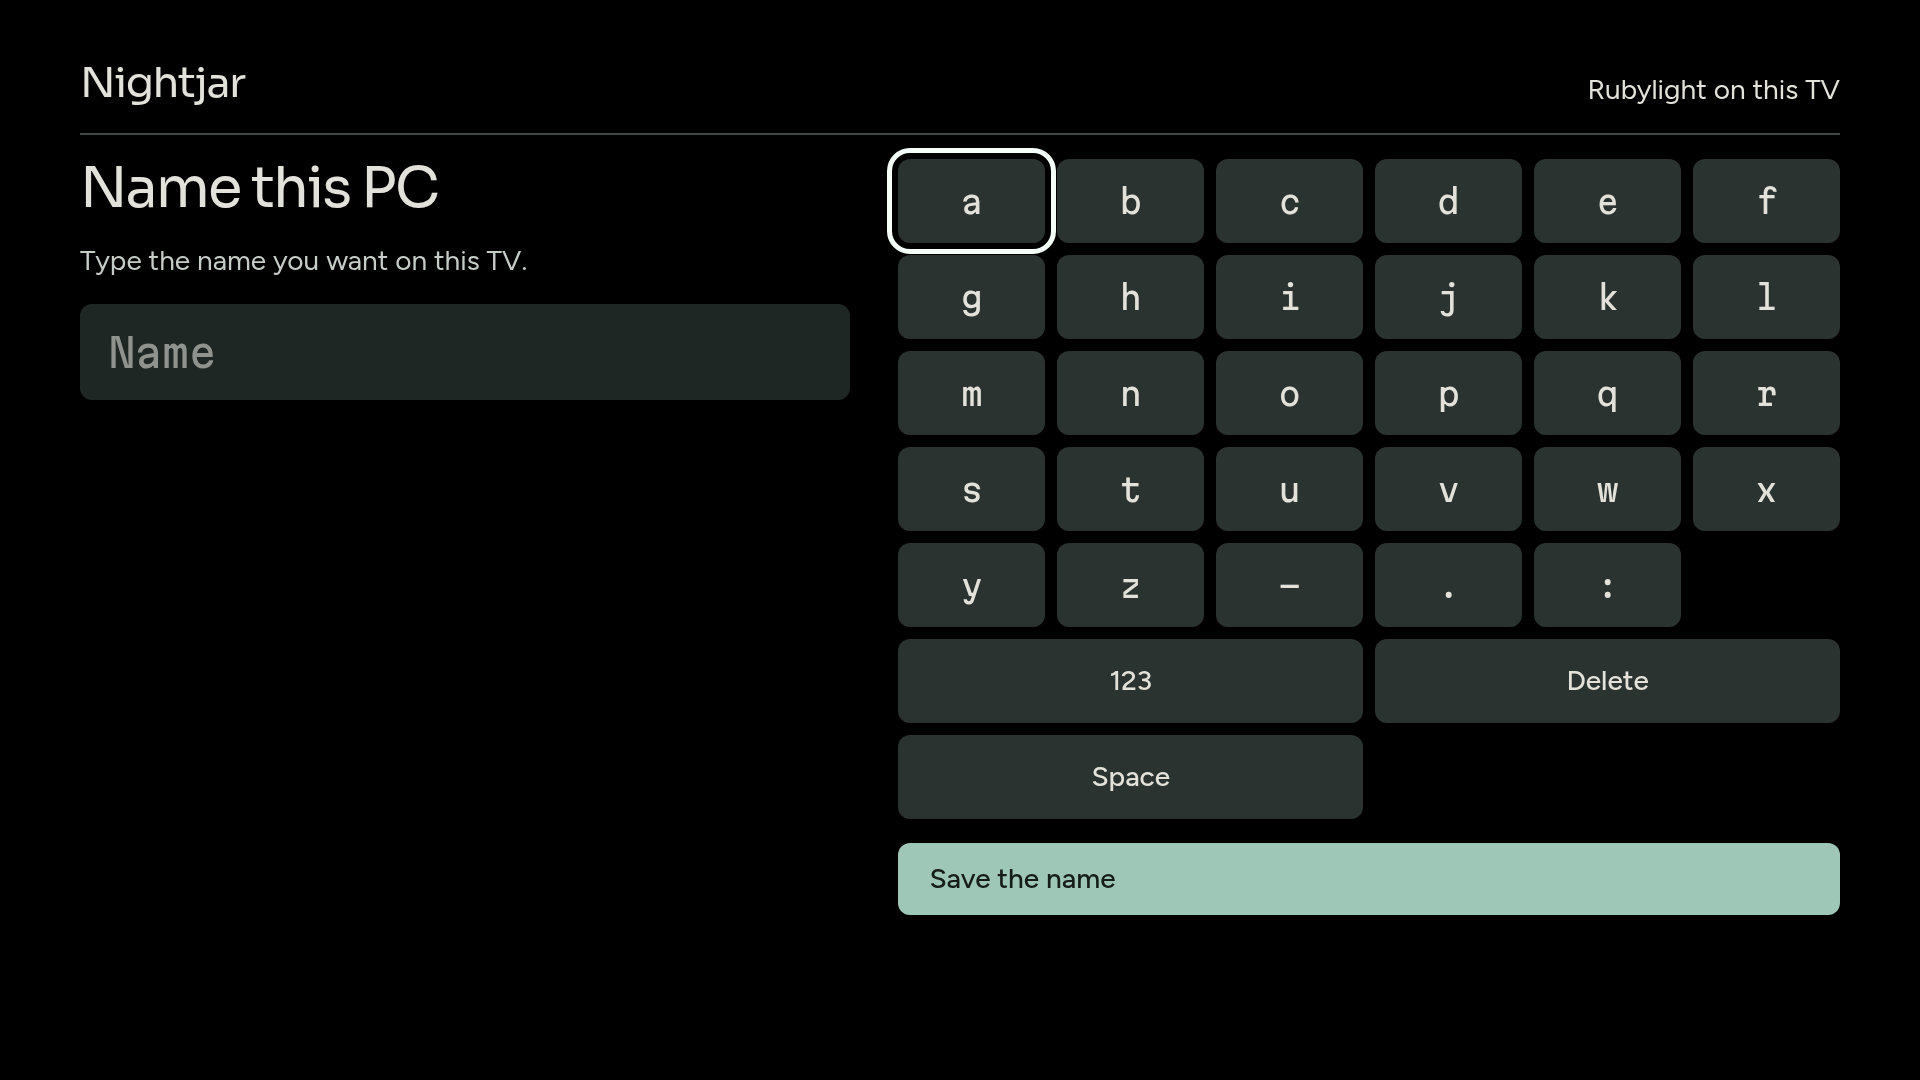 Nightjar
Rubylight on this TV
Name this PC
Type the name you want on this TV.
Name
a b c d e f
g h i j k l
m n o p q r
s t u v w x
y z - . :
123 Delete
Space
Save the name